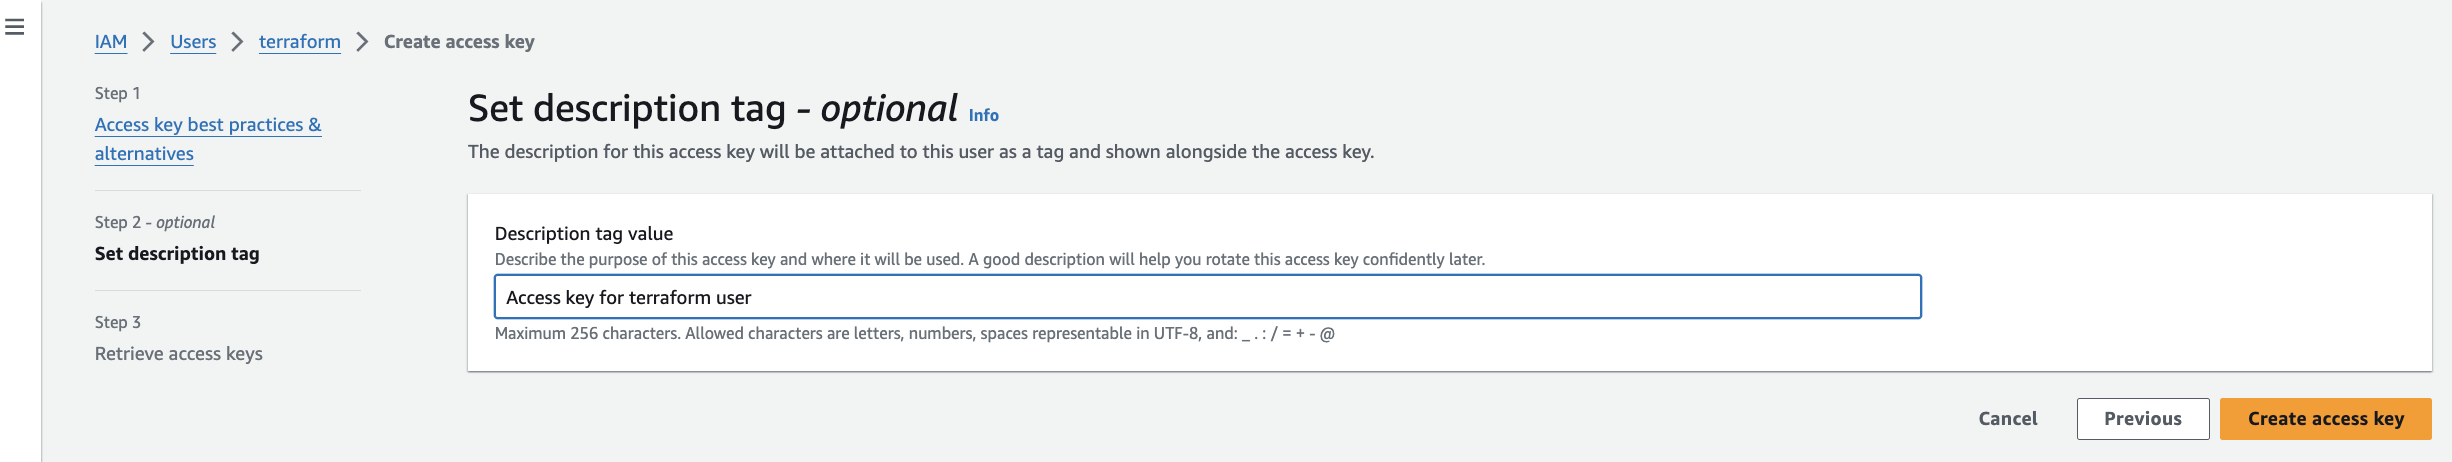 IAM > Users > terraform > Create access key
Step 1
Access key best practices &
alternatives
Step 2 - optional
Set description tag
Step 3
Retrieve access keys
Set description tag - optional Info
The description for this access key will be attached to this user as a tag and shown alongside the access key.
Description tag value
Describe the purpose of this access key and where it will be used. A good description will help you rotate this access key confidently later.
Access key for terraform user
Maximum 256 characters. Allowed characters are letters, numbers, spaces representable in UTF-8, and: _ . : / = + - @
Cancel
Previous
Create access key